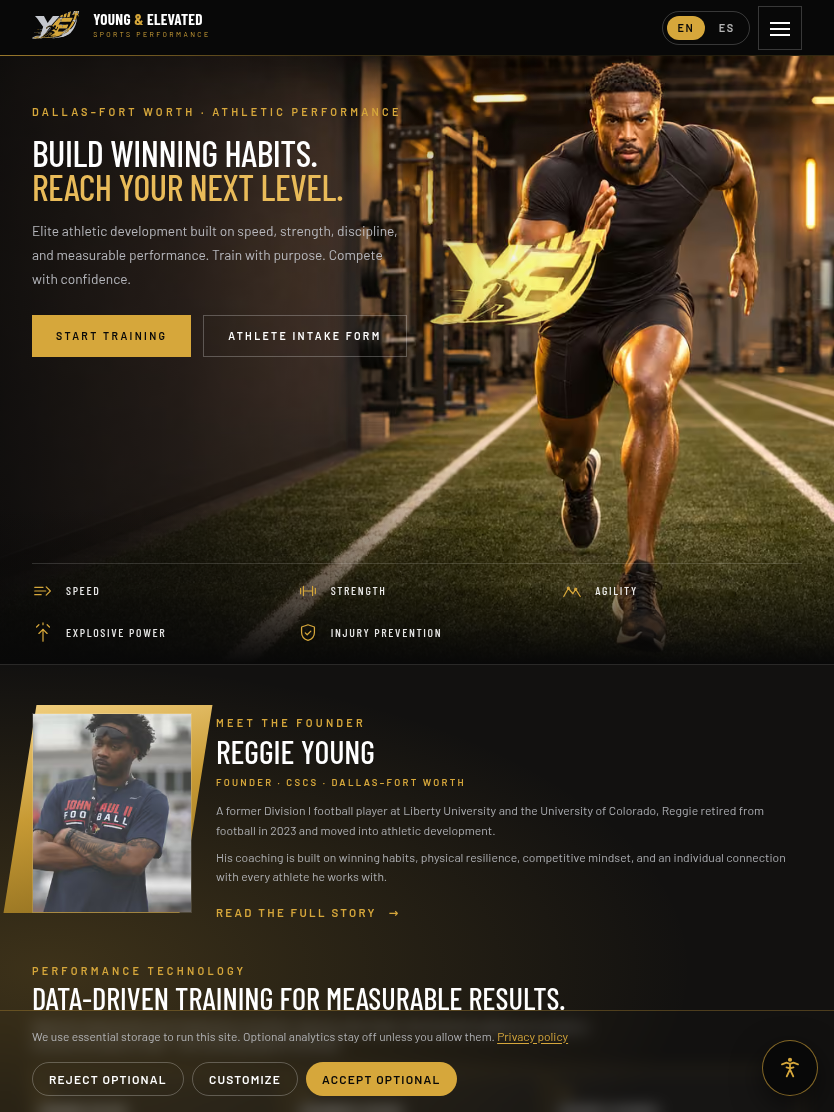 YE
YOUNG & ELEVATED
SPORTS PERFORMANCE
EN
ES
DALLAS–FORT WORTH · ATHLETIC PERFORMANCE
BUILD WINNING HABITS.
REACH YOUR NEXT LEVEL.
Elite athletic development built on speed, strength, discipline,
and measurable performance. Train with purpose. Compete
with confidence.
YE
START TRAINING
ATHLETE INTAKE FORM
SPEED
STRENGTH
AGILITY
EXPLOSIVE POWER
INJURY PREVENTION
MEET THE FOUNDER
REGGIE YOUNG
FOUNDER · CSCS · DALLAS–FORT WORTH
A former Division I football player at Liberty University and the University of Colorado, Reggie retired from
football in 2023 and moved into athletic development.
His coaching is built on winning habits, physical resilience, competitive mindset, and an individual connection
with every athlete he works with.
READ THE FULL STORY →
JOHN PAUL II
FOOTBALL
PERFORMANCE TECHNOLOGY
DATA-DRIVEN TRAINING FOR MEASURABLE RESULTS.
We use essential storage to run this site. Optional analytics stay off unless you allow them. Privacy policy
REJECT OPTIONAL
CUSTOMIZE
ACCEPT OPTIONAL